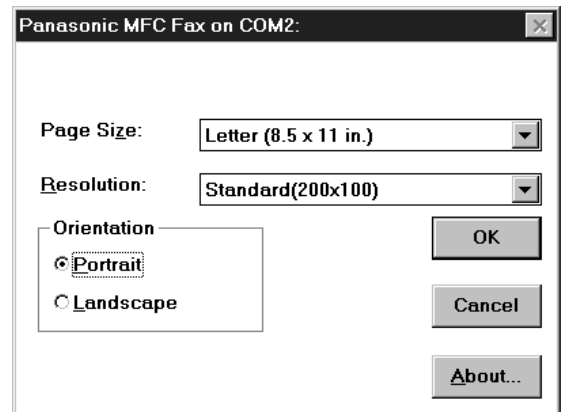 Panasonic MFC Fax on COM2:
Page Size:
Letter (8.5 x 11 in.)
Resolution:
Standard(200x100)
Orientation
Portrait
Landscape
OK
Cancel
About...